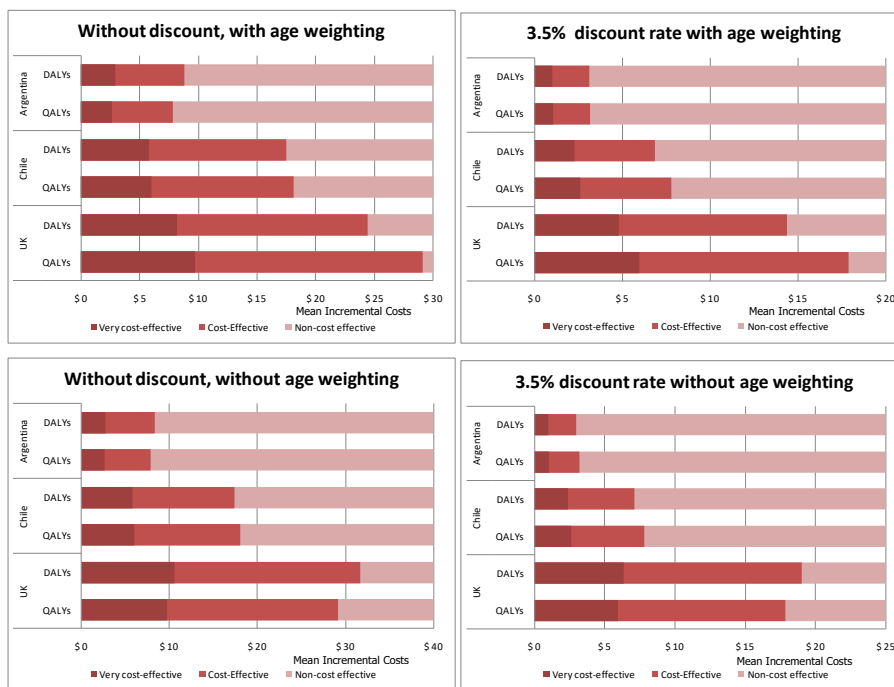 Without discount, with age weighting
Argentina
DALYs
QALYs
Chile
DALYs
QALYs
UK
DALYs
QALYs
$ 0 $ 5 $ 10 $ 15 $ 20 $ 25 $ 30
Mean Incremental Costs
Very cost-effective Cost-Effective Non-cost effective
3.5% discount rate with age weighting
Argentina
DALYs
QALYs
Chile
DALYs
QALYs
UK
DALYs
QALYs
$ 0 $ 5 $ 10 $ 15 $ 20
Mean Incremental Costs
Very cost-effective Cost-Effective Non-cost effective
Without discount, without age weighting
Argentina
DALYs
QALYs
Chile
DALYs
QALYs
UK
DALYs
QALYs
$ 0 $ 10 $ 20 $ 30 $ 40
Mean Incremental Costs
Very cost-effective Cost-Effective Non-cost effective
3.5% discount rate without age weighting
Argentina
DALYs
QALYs
Chile
DALYs
QALYs
UK
DALYs
QALYs
$ 0 $ 5 $ 10 $ 15 $ 20 $ 25
Mean Incremental Costs
Very cost-effective Cost-Effective Non-cost effective